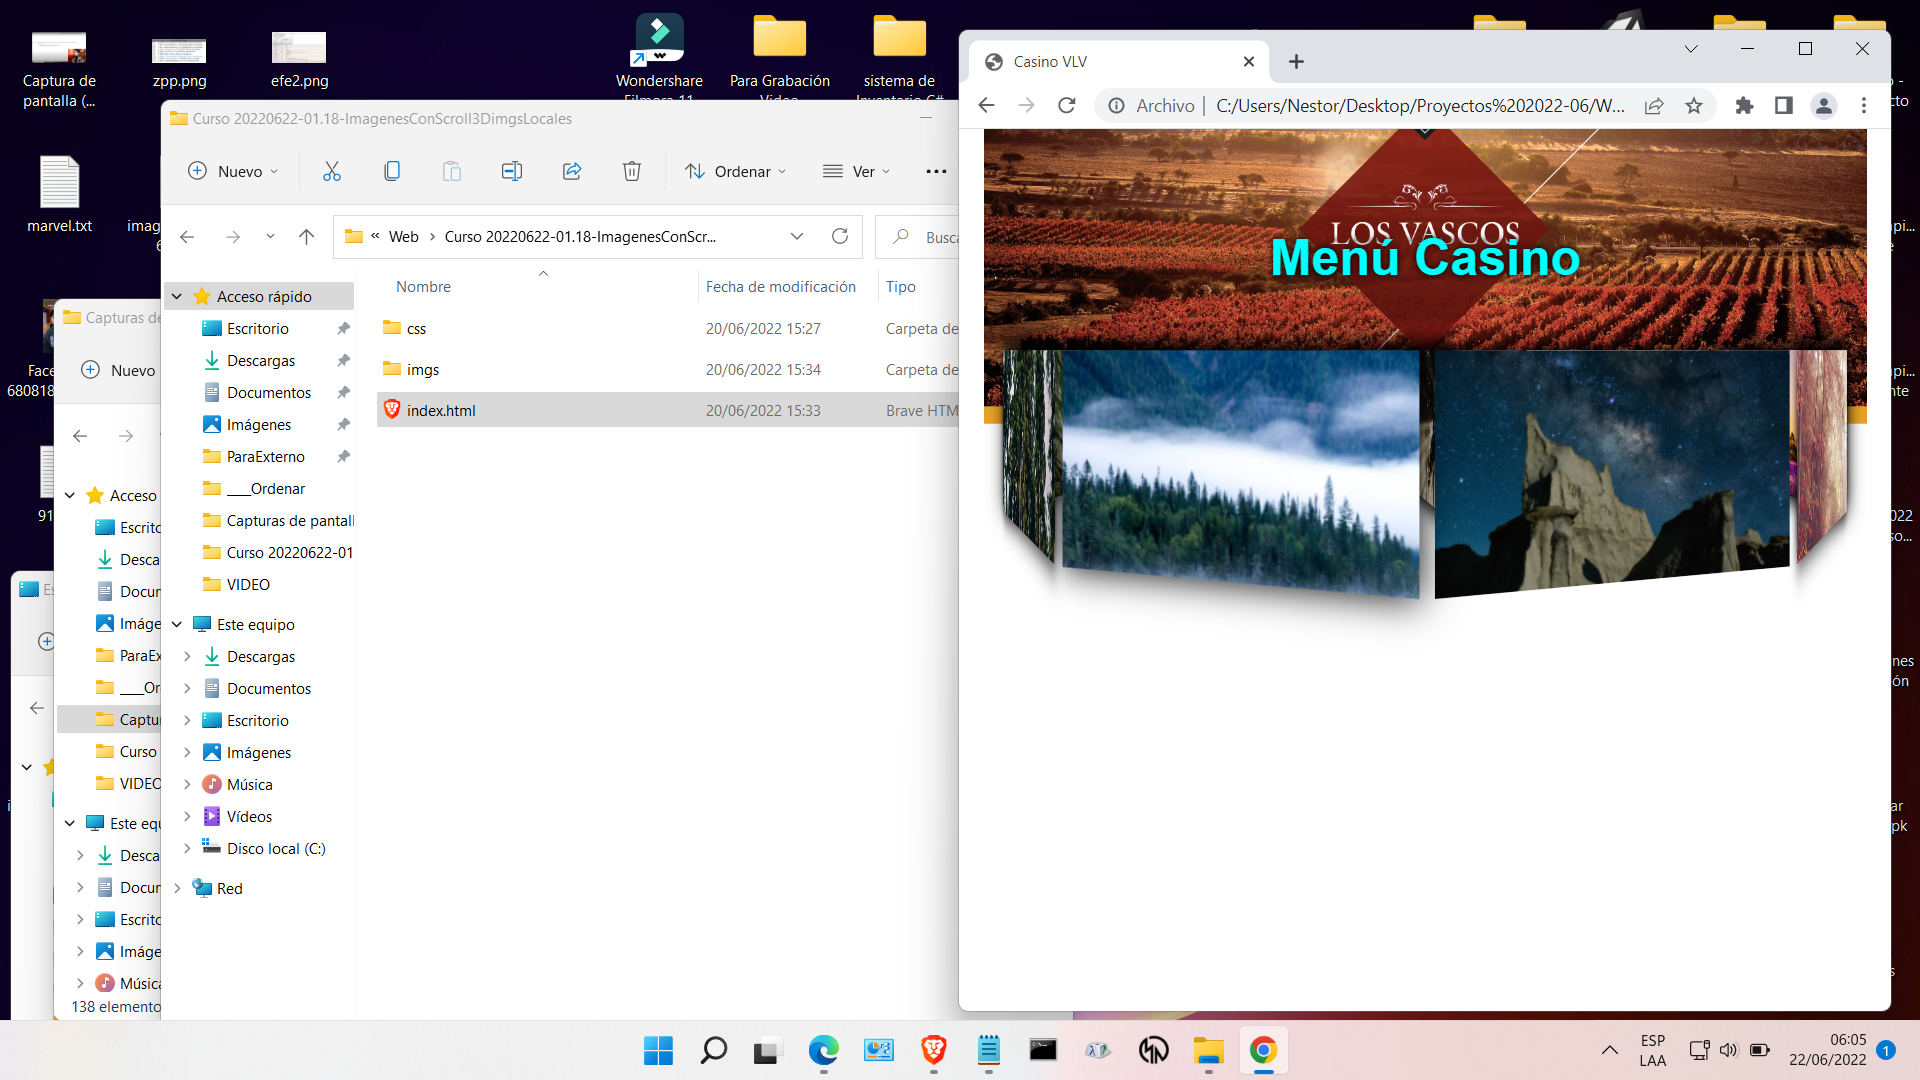 Captura de
pantalla (...
zpp.png
efe2.png
Wondershare
Filmora 11
Para Grabación
Video
sistema de
Inventario C#
marvel.txt
Curso 20220622-01.18-ImagenesConScroll3DimgsLocales
Nuevo
Ordenar
Ver
« Web › Curso 20220622-01.18-ImagenesConScr...
Busca
Nombre
Fecha de modificación
Tipo
css
20/06/2022 15:27
Carpeta de
imgs
20/06/2022 15:34
Carpeta de
index.html
20/06/2022 15:33
Brave HTM
Acceso rápido
Escritorio
Descargas
Documentos
Imágenes
ParaExterno
___Ordenar
Capturas de pantall
Curso 20220622-01
VIDEO
Este equipo
Descargas
Documentos
Escritorio
Imágenes
Música
Vídeos
Disco local (C:)
Red
Capturas de
Nuevo
Acceso
Escrito
Desca
Docum
Imáge
ParaEx
___Or
Captu
Curso
VIDEO
Este equ
Desca
Docum
Escrito
Imáge
Música
138 elemento
Es
Face
680818
91
Casino VLV
Archivo | C:/Users/Nestor/Desktop/Proyectos%202022-06/W...
LOS VASCOS
Menú Casino
ESP
LAA
06:05
22/06/2022
1